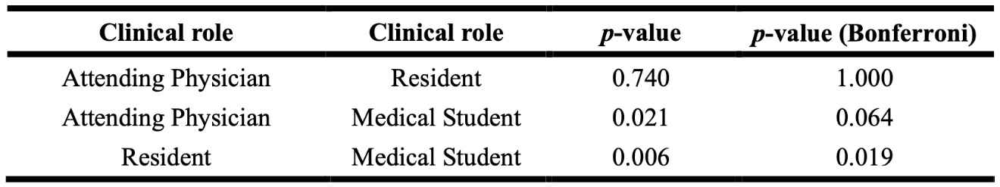 Clinical role Clinical role p-value p-value (Bonferroni)
Attending Physician Resident 0.740 1.000
Attending Physician Medical Student 0.021 0.064
Resident Medical Student 0.006 0.019